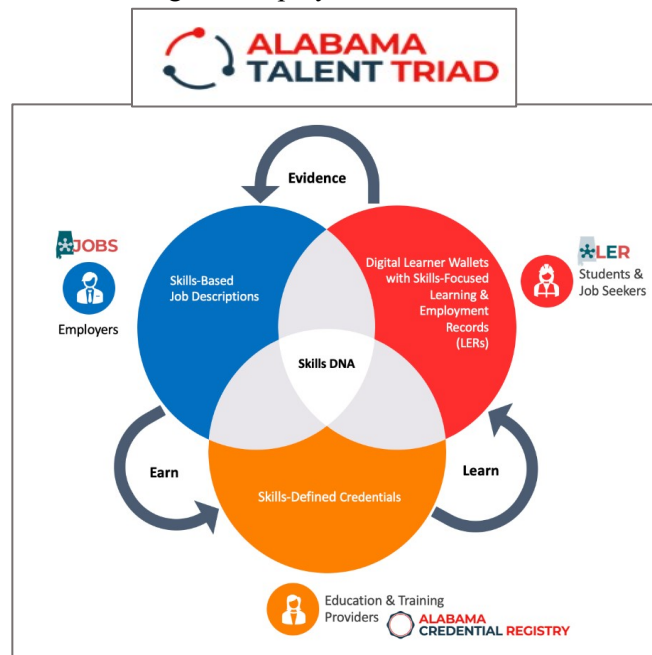 ALABAMA
TALENT TRIAD
Evidence
JOBS
Employers
Skills-Based
Job Descriptions
Digital Learner Wallets
with Skills-Focused
Learning &
Employment
Records
(LERs)
LER
Students &
Job Seekers
Skills DNA
Earn
Learn
Skills-Defined Credentials
Education & Training
Providers
ALABAMA
CREDENTIAL REGISTRY